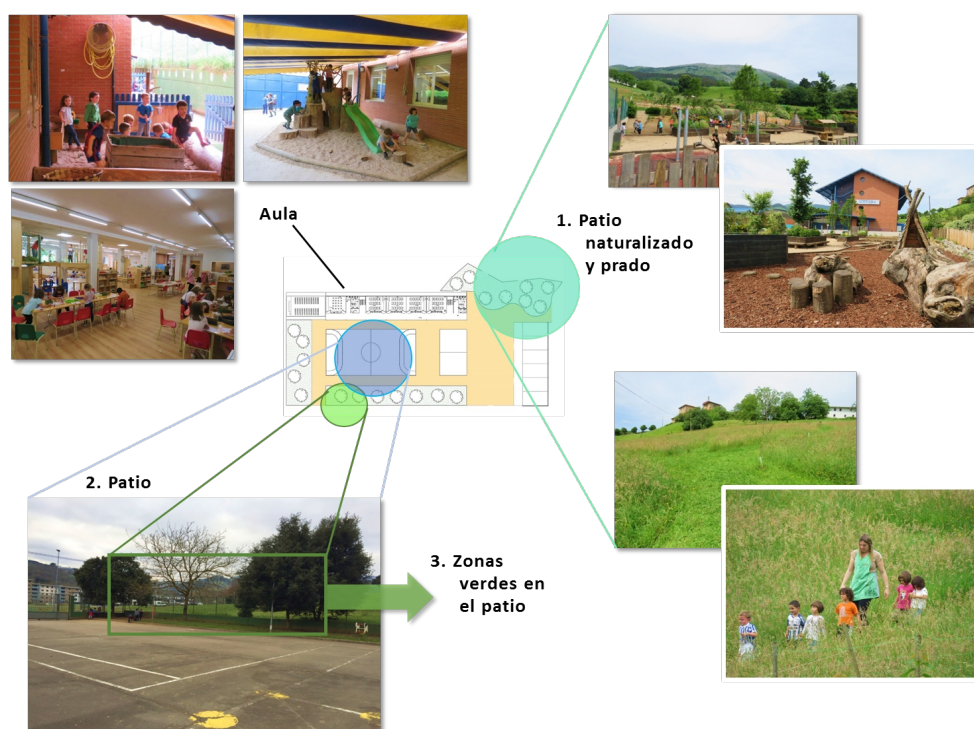 Aula
1. Patio
naturalizado
y prado
2. Patio
3. Zonas
verdes en
el patio